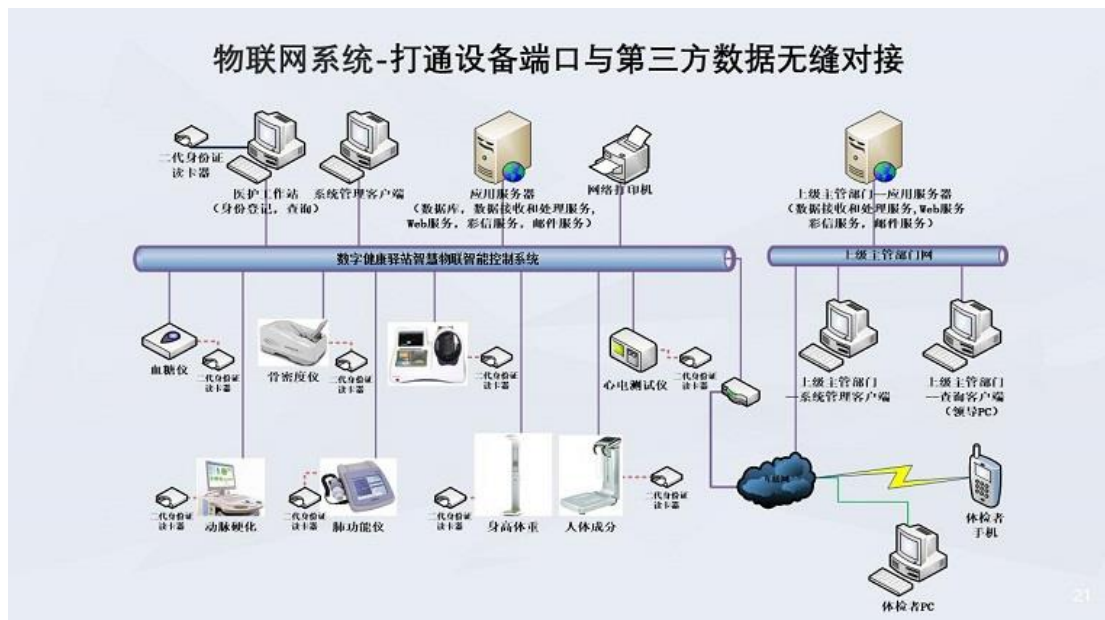 物联网系统-打通设备端口与第三方数据无缝对接
二代身份证
读卡器
医护工作站
（身份登记，查询）
系统管理客户端
应用服务器
（数据库，数据接收和处理服务，
Web服务，彩信服务，邮件服务）
网络打印机
上级主管部门—应用服务器
（数据接收和处理服务,Web服务
彩信服务，邮件服务）
数字健康驿站智慧物联智能控制系统
上级主管部门网
血糖仪
二代身份证
读卡器
骨密度仪
二代身份证
读卡器
二代身份证
读卡器
心电测试仪
二代身份证
读卡器
上级主管部门
—系统管理客户端
上级主管部门
—查询客户端
（领导PC）
二代身份证
读卡器
动脉硬化
二代身份证
读卡器
肺功能仪
二代身份证
读卡器
身高体重
人体成分
二代身份证
读卡器
互联网
体检者
手机
体检者PC
21